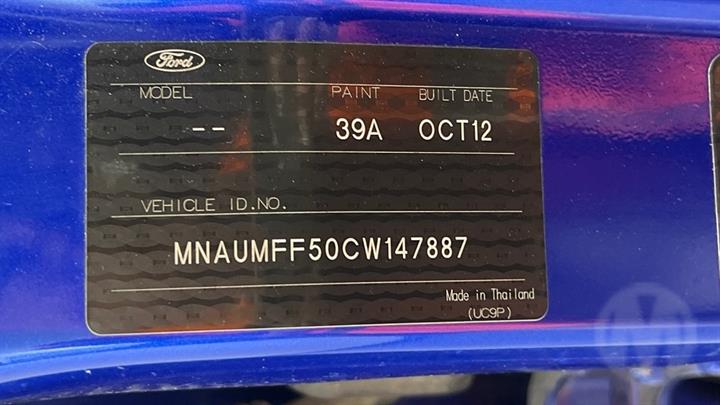 Ford
MODEL PAINT BUILT DATE
-- 39A OCT12
VEHICLE ID.NO.
MNAUMFF50CW147887
Made in Thailand
(UC9P)
M